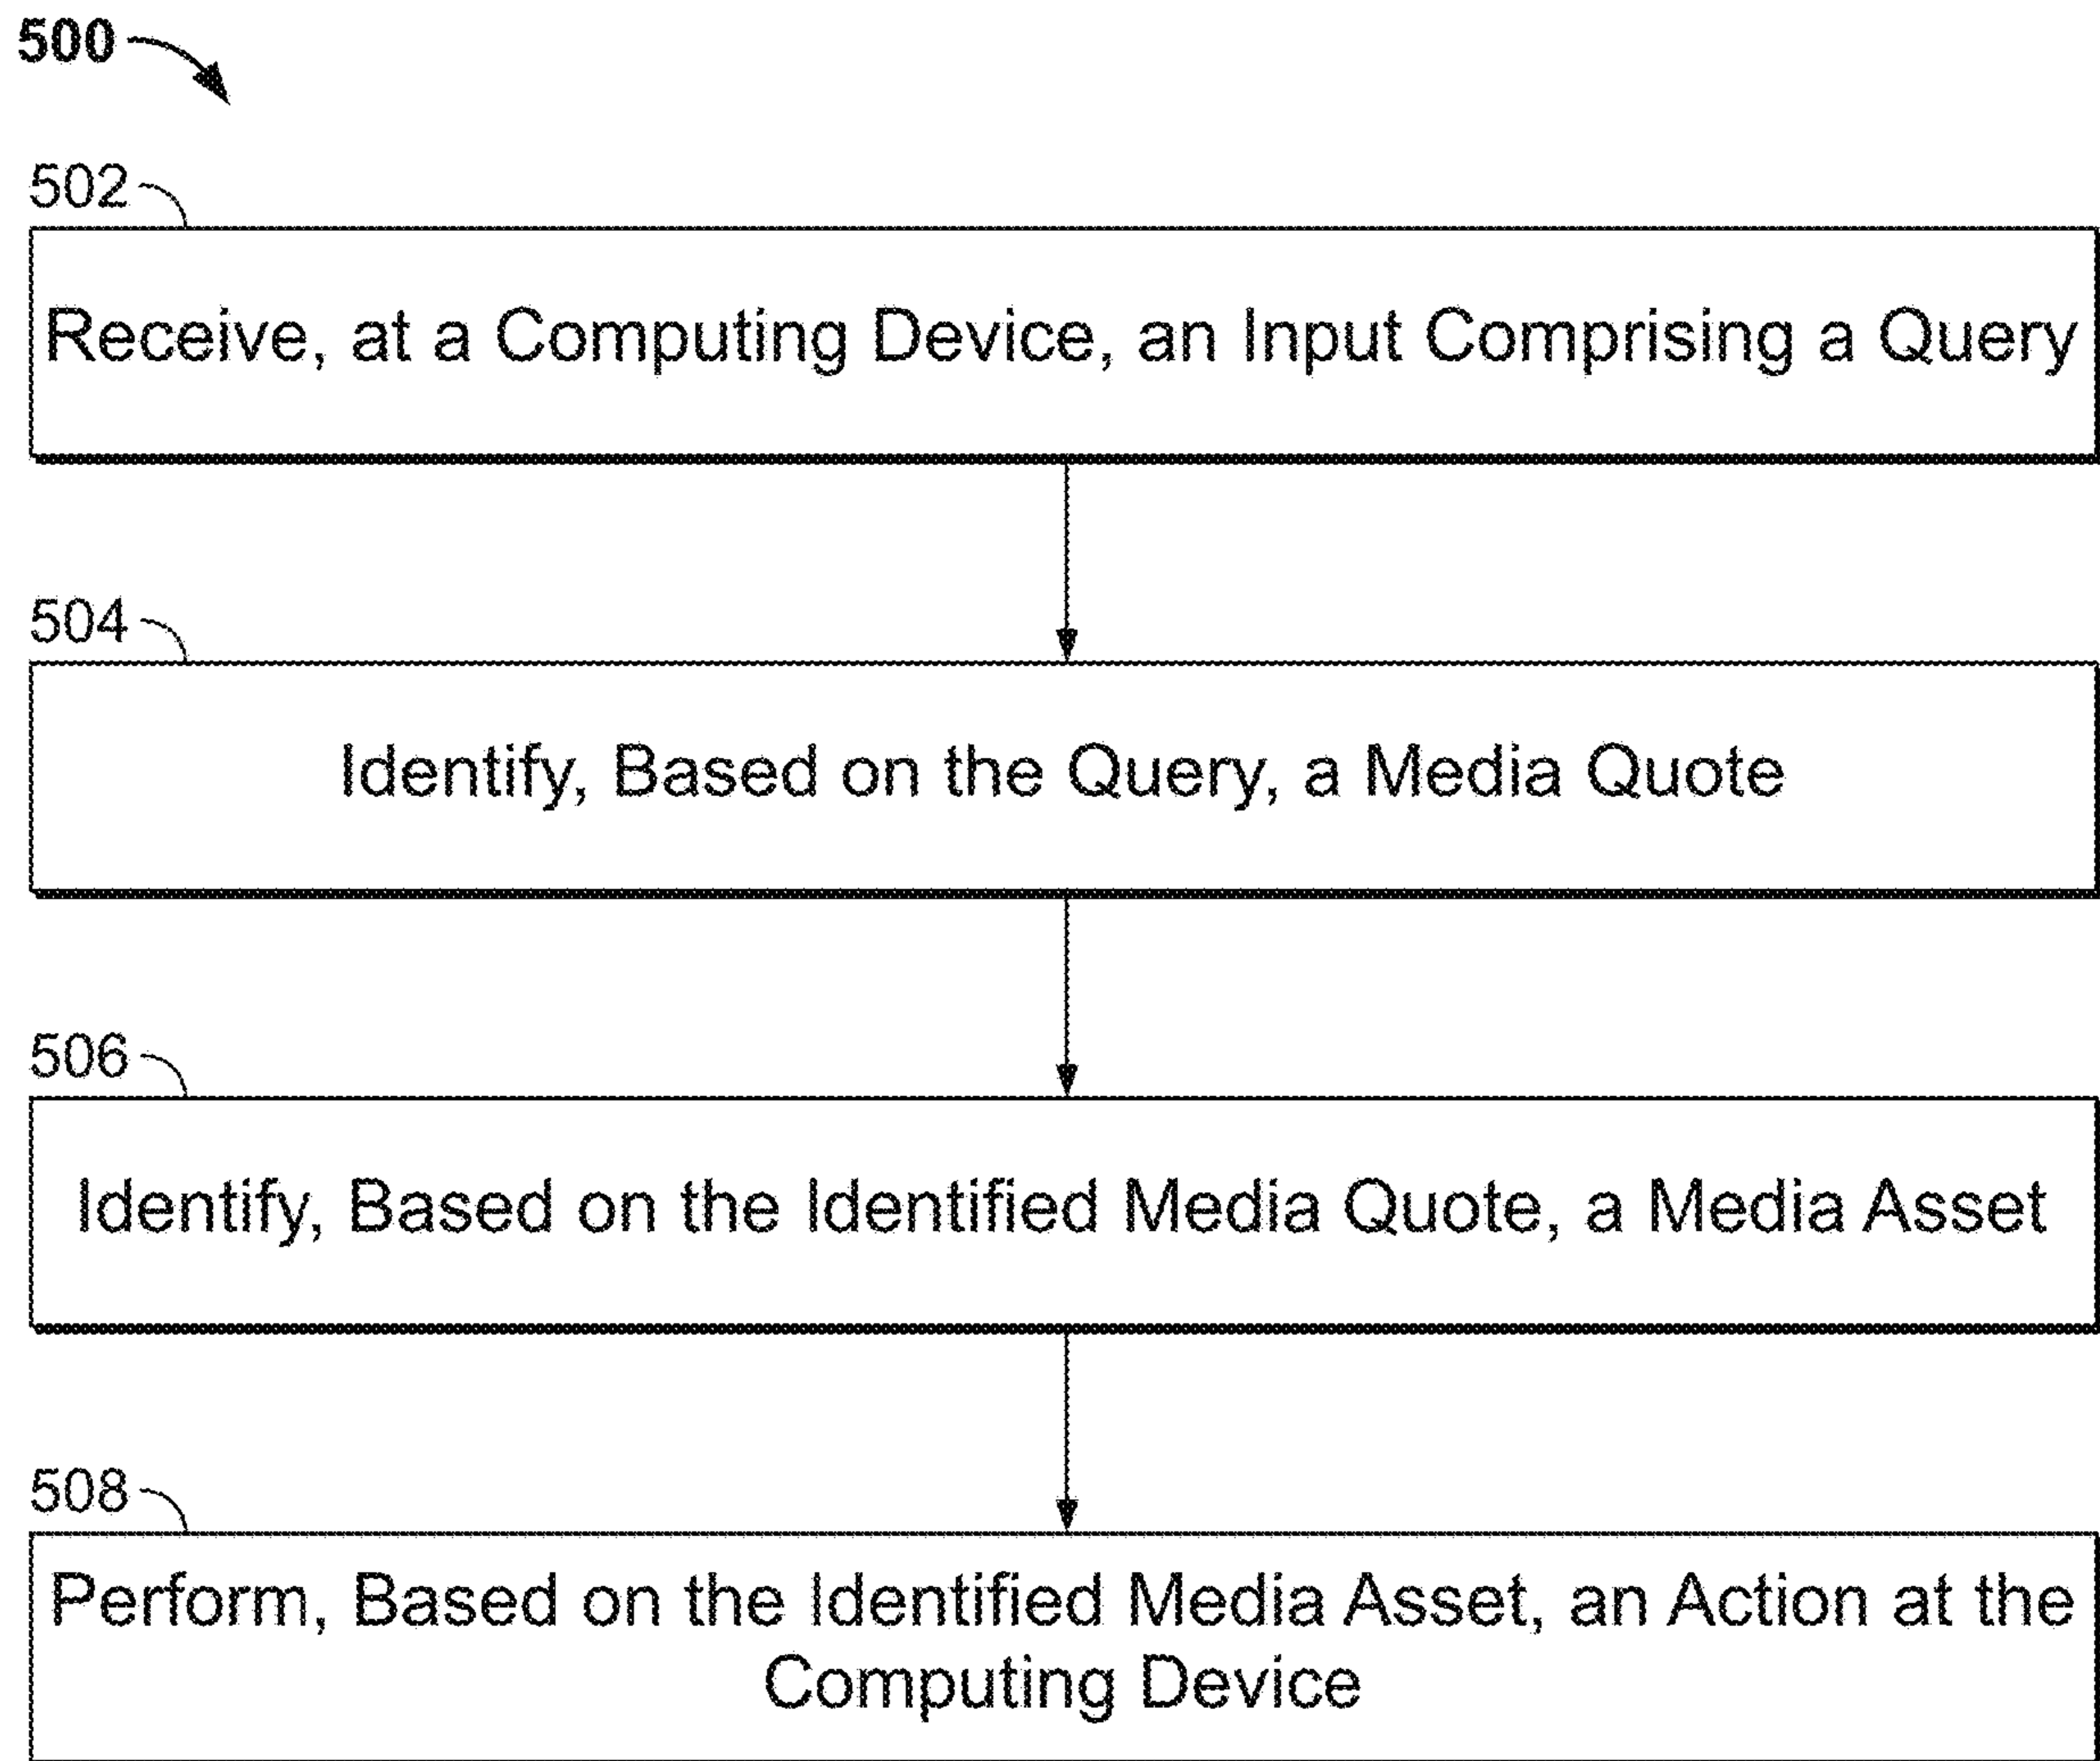 500
502
Receive, at a Computing Device, an Input Comprising a Query
504
Identify, Based on the Query, a Media Quote
506
Identify, Based on the Identified Media Quote, a Media Asset
508
Perform, Based on the Identified Media Asset, an Action at the
Computing Device